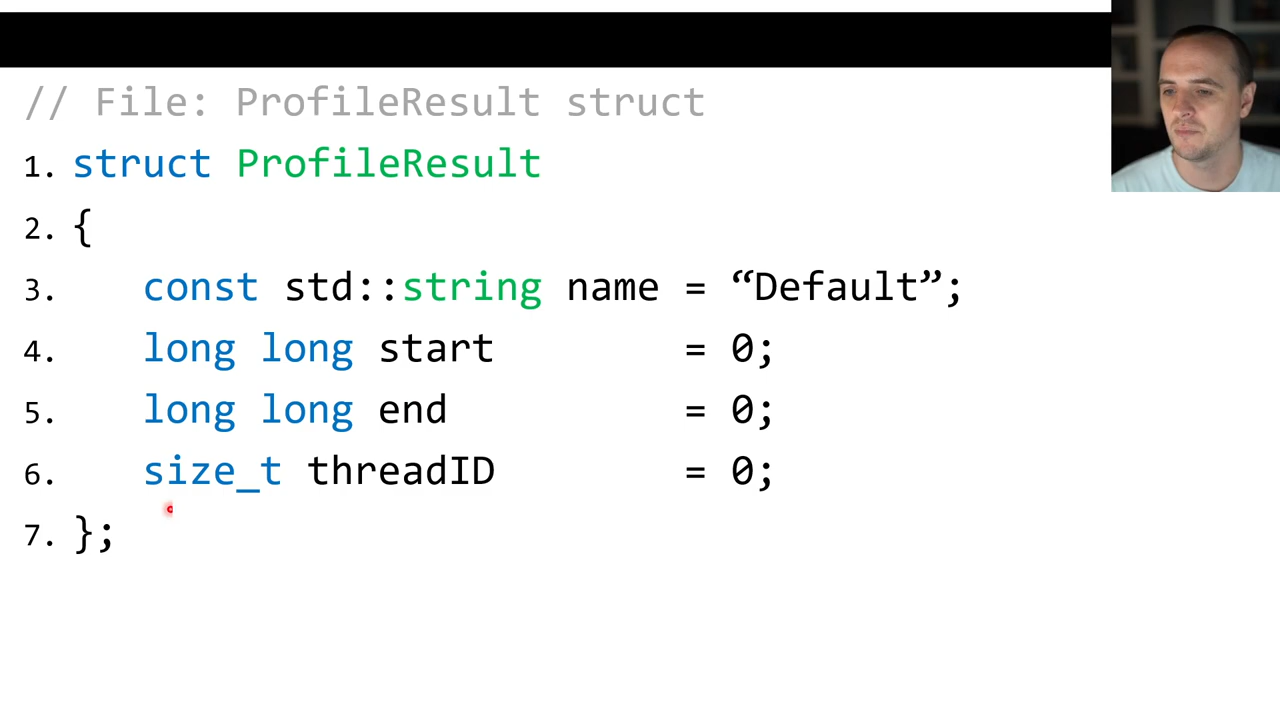 // File: ProfileResult struct
1. struct ProfileResult
2. {
3. const std::string name = “Default”;
4. long long start = 0;
5. long long end = 0;
6. size_t threadID = 0;
7. };